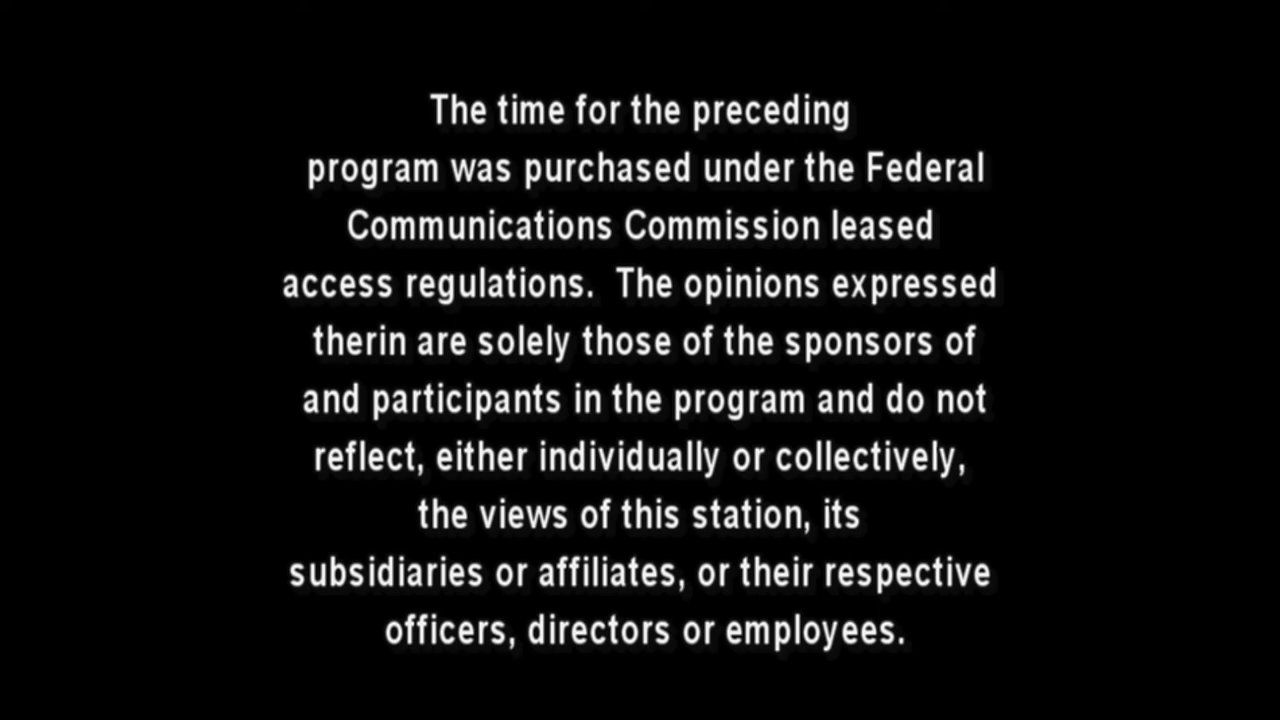 The time for the preceding
program was purchased under the Federal
Communications Commission leased
access regulations.  The opinions expressed
therin are solely those of the sponsors of
and participants in the program and do not
reflect, either individually or collectively,
the views of this station, its
subsidiaries or affiliates, or their respective
officers, directors or employees.